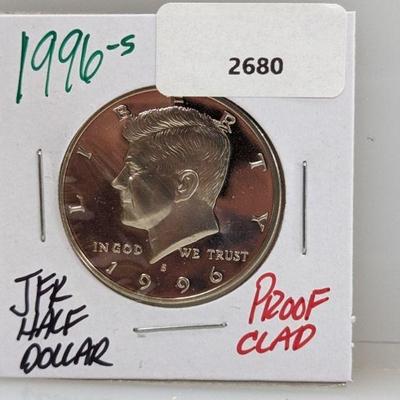 1996-S
2680
LIBERTY
IN GOD WE TRUST
S
1996
JFK
HALF
DOLLAR
PROOF
CLAD